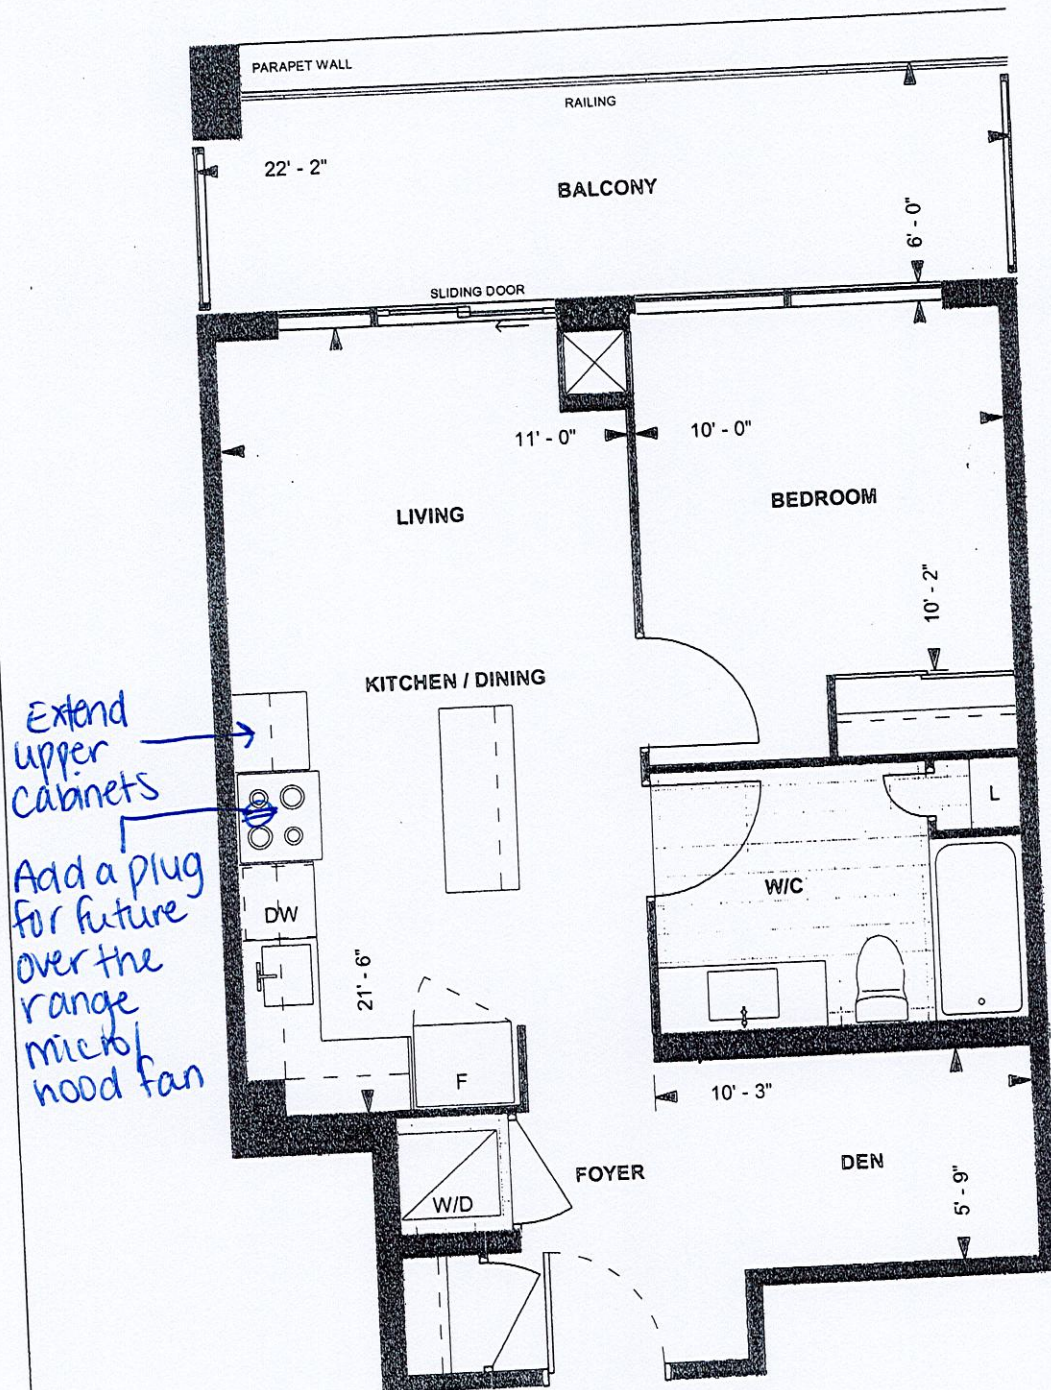 PARAPET WALL
RAILING
22' - 2"
BALCONY
6' - 0"
SLIDING DOOR
11' - 0"
10' - 0"
LIVING
BEDROOM
10' - 2"
KITCHEN / DINING
Extend
upper
cabinets
L
Add a plug
for future
over the
range
micro/
hood fan
W/C
DW
21' - 6"
F
10' - 3"
FOYER
DEN
W/D
5' - 9"